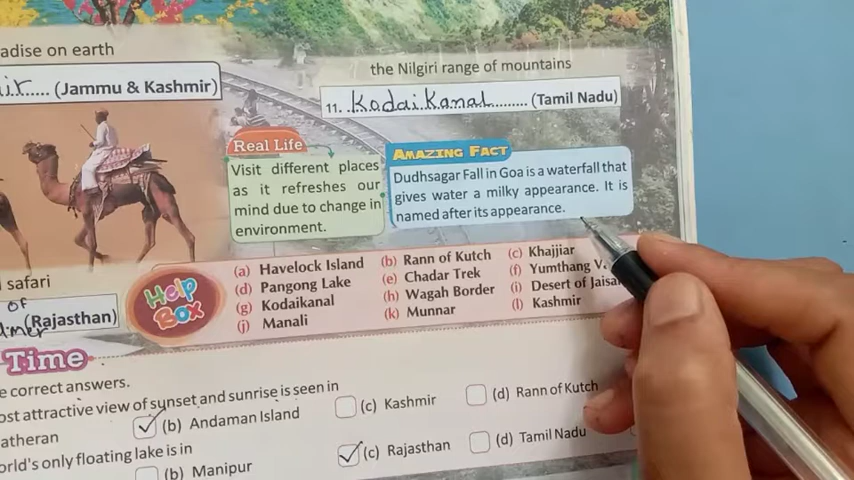 adise on earth
the Nilgiri range of mountains
ir.... (Jammu & Kashmir)
11. .Kodaikanal........ (Tamil Nadu)
Real Life
Visit different places
as it refreshes our
mind due to change in
environment.
AMAZING FACT
Dudhsagar Fall in Goa is a waterfall that
gives water a milky appearance. It is
named after its appearance.
safari
of
(Rajasthan)
Help Box
(a) Havelock Island (b) Rann of Kutch (c) Khajjiar
(d) Pangong Lake (e) Chadar Trek (f) Yumthang V
(g) Kodaikanal (h) Wagah Border (i) Desert of Jaisa
(j) Manali (k) Munnar (l) Kashmir
Time
e correct answers.
ost attractive view of sunset and sunrise is seen in
atheran (b) Andaman Island (c) Kashmir (d) Rann of Kutch
orld's only floating lake is in
(b) Manipur (c) Rajasthan (d) Tamil Nadu